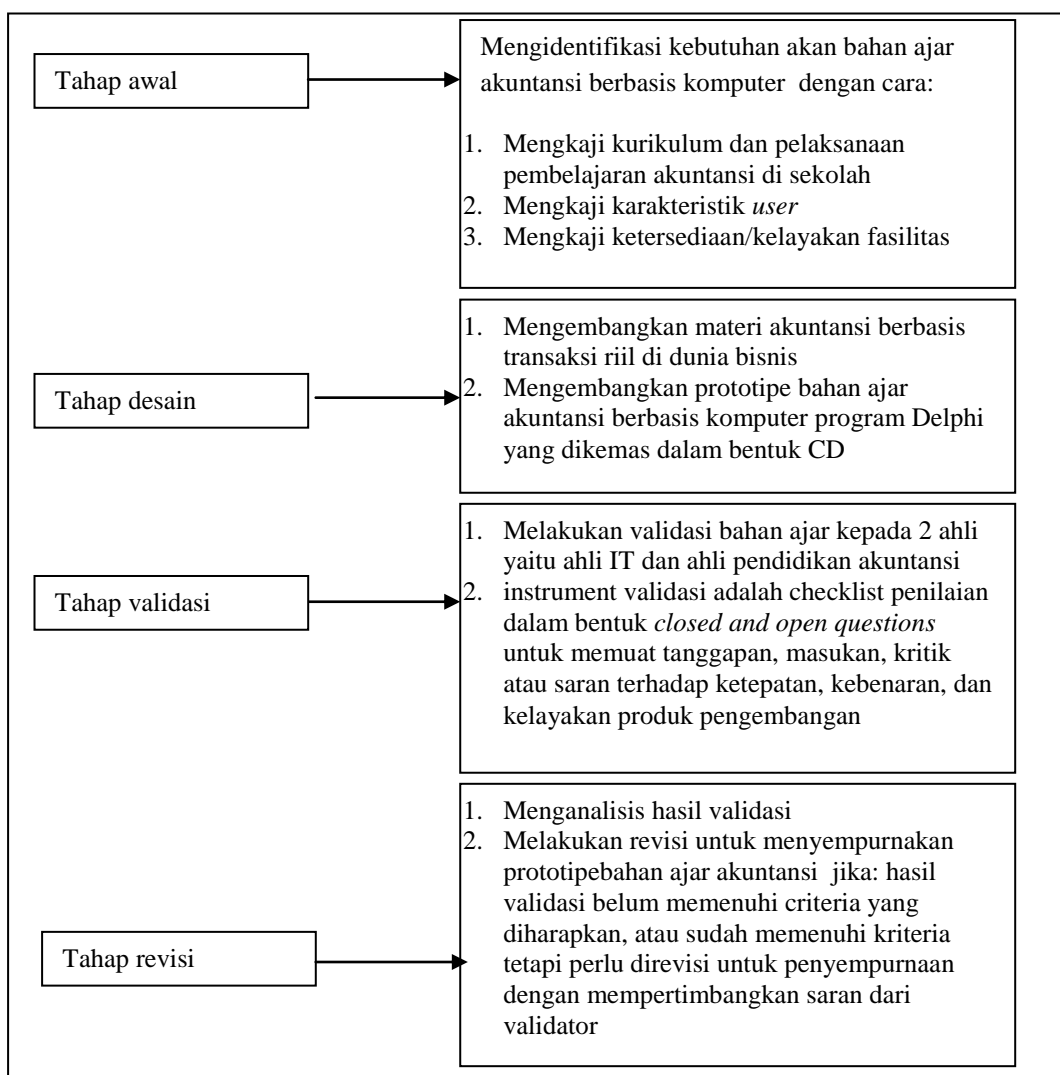 Tahap awal
Mengidentifikasi kebutuhan akan bahan ajar
akuntansi berbasis komputer dengan cara:
1. Mengkaji kurikulum dan pelaksanaan
pembelajaran akuntansi di sekolah
2. Mengkaji karakteristik user
3. Mengkaji ketersediaan/kelayakan fasilitas
Tahap desain
1. Mengembangkan materi akuntansi berbasis
transaksi riil di dunia bisnis
2. Mengembangkan prototipe bahan ajar
akuntansi berbasis komputer program Delphi
yang dikemas dalam bentuk CD
Tahap validasi
1. Melakukan validasi bahan ajar kepada 2 ahli
yaitu ahli IT dan ahli pendidikan akuntansi
2. instrument validasi adalah checklist penilaian
dalam bentuk closed and open questions
untuk memuat tanggapan, masukan, kritik
atau saran terhadap ketepatan, kebenaran, dan
kelayakan produk pengembangan
Tahap revisi
1. Menganalisis hasil validasi
2. Melakukan revisi untuk menyempurnakan
prototipebahan ajar akuntansi jika: hasil
validasi belum memenuhi criteria yang
diharapkan, atau sudah memenuhi kriteria
tetapi perlu direvisi untuk penyempurnaan
dengan mempertimbangkan saran dari
validator